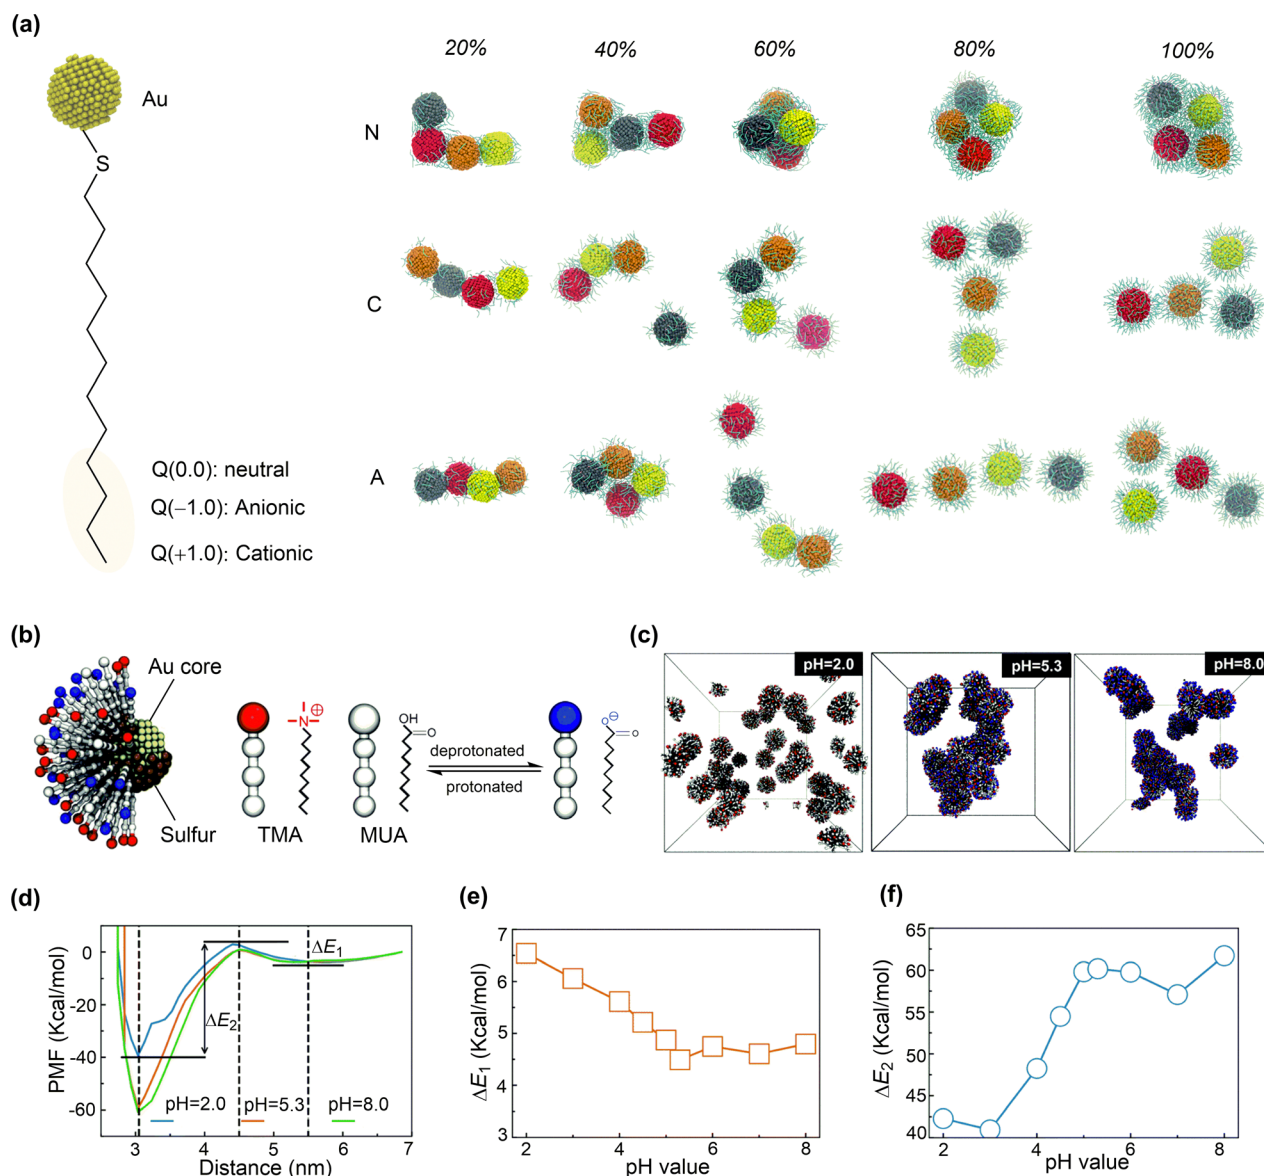 (a)
20% 40% 60% 80% 100%
Au
S
N
C
A
Q(0.0): neutral
Q(−1.0): Anionic
Q(+1.0): Cationic
(b)
Au core
Sulfur
N
⊕
TMA
OH
O
MUA
deprotonated
protonated
O
⊖
O
(c)
pH=2.0
pH=5.3
pH=8.0
(d)
PMF (Kcal/mol)
0
-20
-40
-60
ΔE1
ΔE2
pH=2.0 pH=5.3 pH=8.0
3 4 5 6 7
Distance (nm)
(e)
ΔE1 (Kcal/mol)
7
6
5
4
3
2 4 6 8
pH value
(f)
ΔE2 (Kcal/mol)
65
60
55
50
45
40
2 4 6 8
pH value